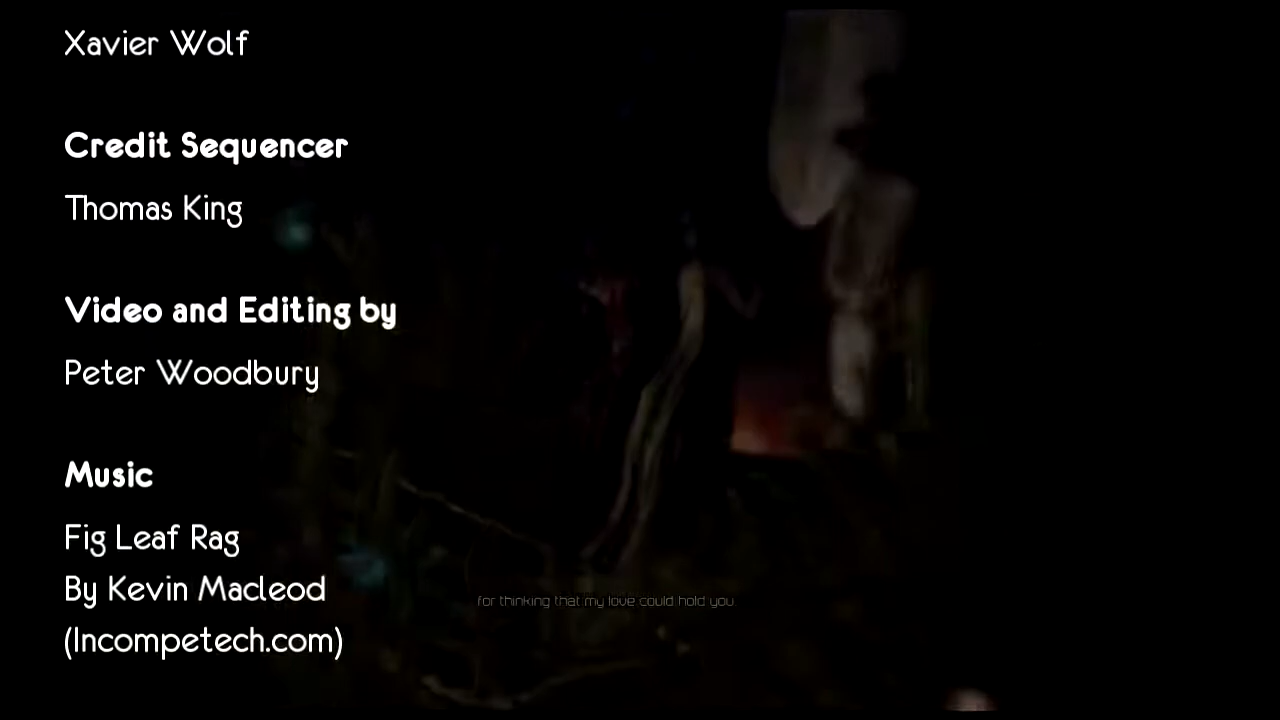 Xavier Wolf
Credit Sequencer
Thomas King
Video and Editing by
Peter Woodbury
Music
Fig Leaf Rag
By Kevin Macleod
(Incompetech.com)
for thinking that my love could hold you